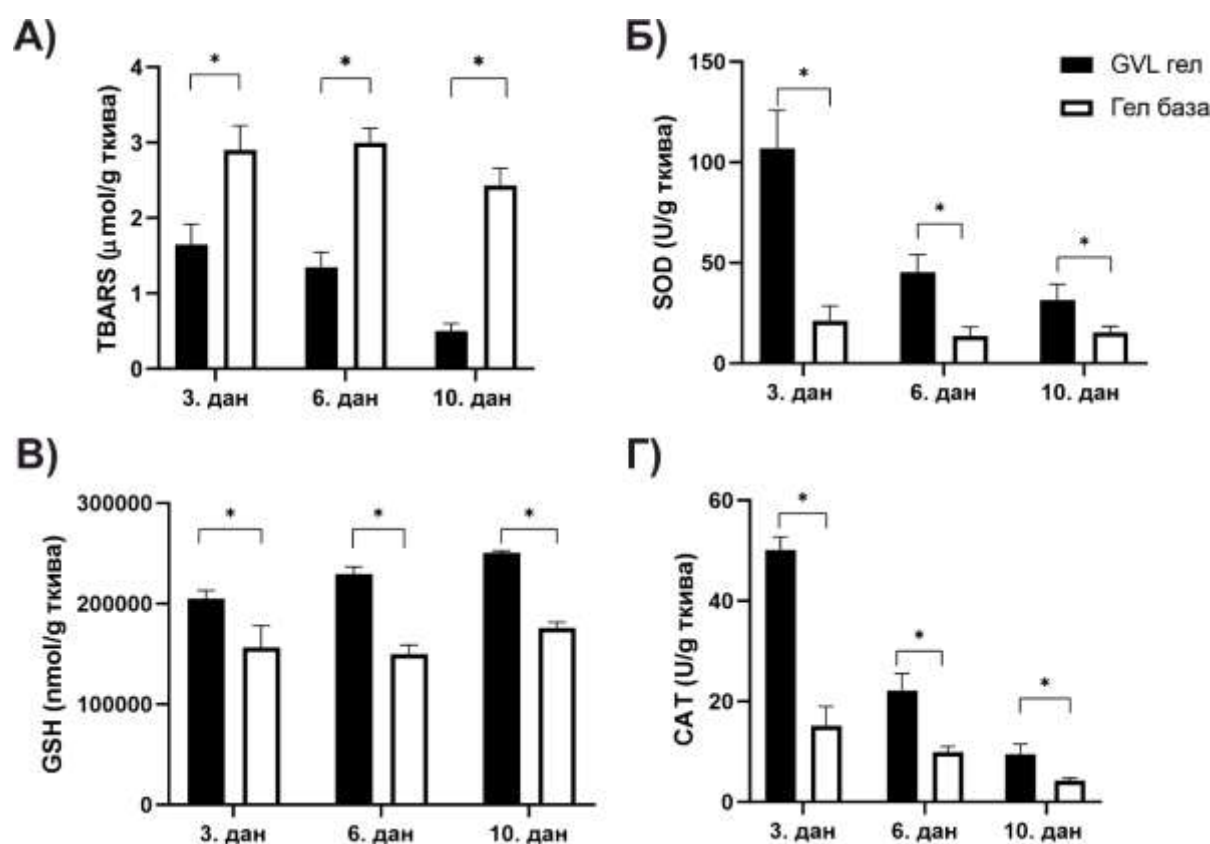 А)
TBARS (μmol/g ткива)
4
3
2
1
0
* * *
3. дан 6. дан 10. дан
Б)
SOD (U/g ткива)
150
100
50
0
* * *
3. дан 6. дан 10. дан
GVL гел
Гел база
В)
GSH (nmol/g ткива)
300000
200000
100000
0
* * *
3. дан 6. дан 10. дан
Г)
CAT (U/g ткива)
60
40
20
0
* * *
3. дан 6. дан 10. дан